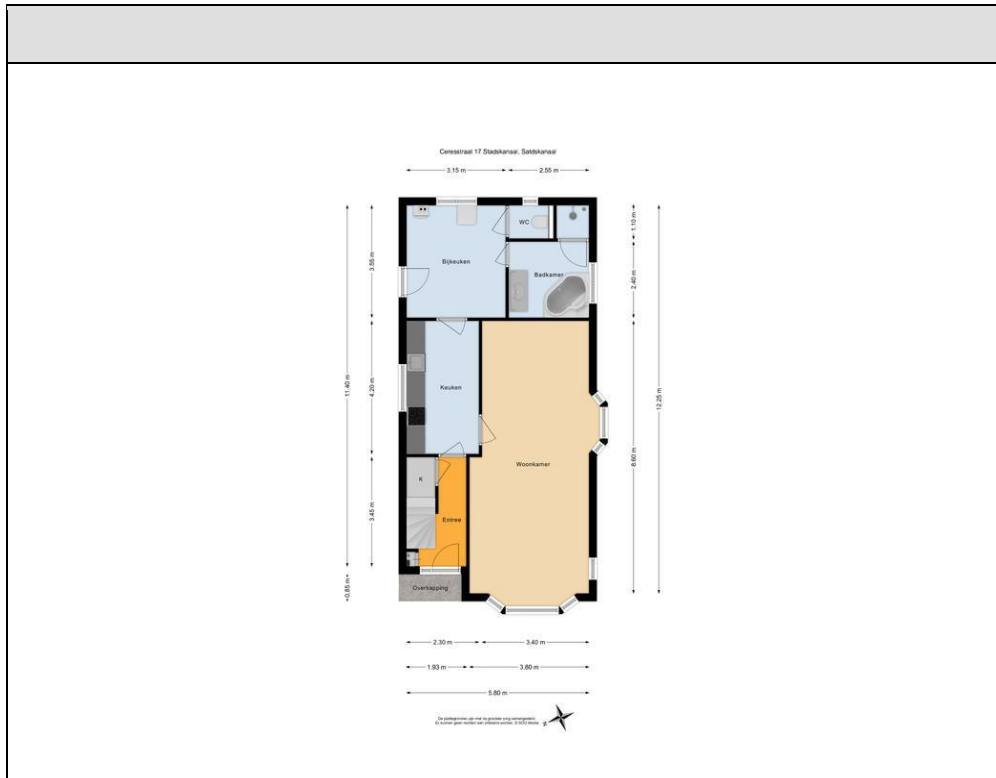 Ceresstraat 17 Stadskanaal, Satdskanaal
3.15 m
2.55 m
WC
1.10 m
Bijkeuken
3.55 m
Badkamer
2.40 m
11.40 m
4.20 m
Keuken
12.25 m
8.60 m
Woonkamer
K
3.45 m
Entree
0.85 m
Overkapping
2.30 m
3.40 m
1.93 m
3.80 m
5.80 m